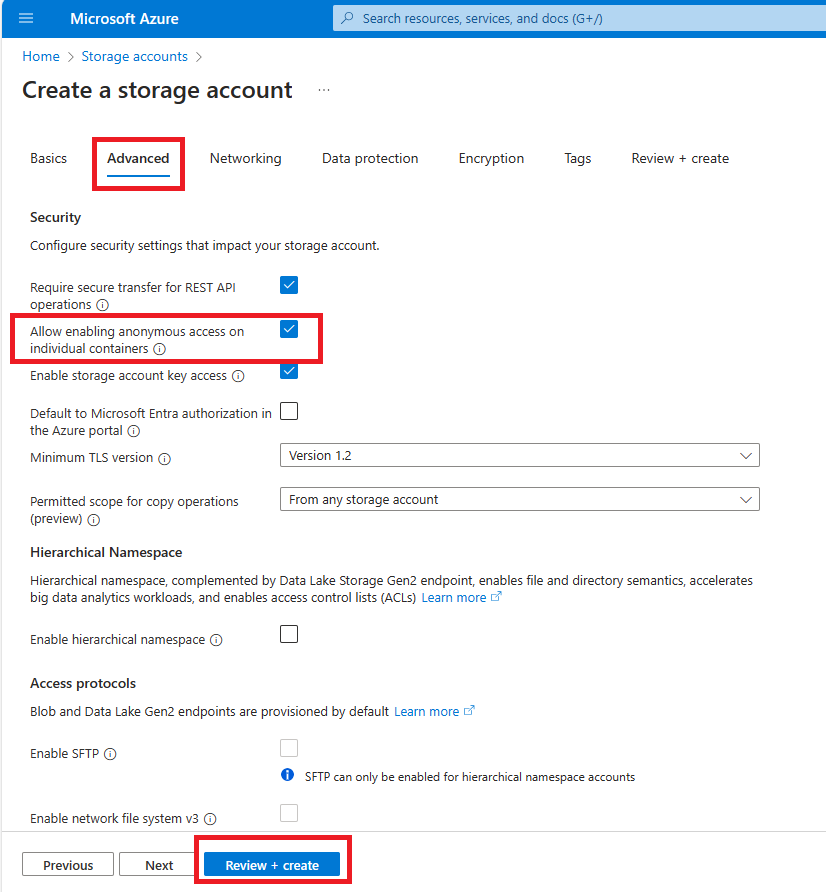 Microsoft Azure
Search resources, services, and docs (G+/)
Home > Storage accounts >
Create a storage account ...
Basics Advanced Networking Data protection Encryption Tags Review + create
Security
Configure security settings that impact your storage account.
Require secure transfer for REST API
operations
Allow enabling anonymous access on
individual containers
Enable storage account key access
Default to Microsoft Entra authorization in
the Azure portal
Minimum TLS version
Version 1.2
Permitted scope for copy operations
(preview)
From any storage account
Hierarchical Namespace
Hierarchical namespace, complemented by Data Lake Storage Gen2 endpoint, enables file and directory semantics, accelerates
big data analytics workloads, and enables access control lists (ACLs) Learn more
Enable hierarchical namespace
Access protocols
Blob and Data Lake Gen2 endpoints are provisioned by default Learn more
Enable SFTP
SFTP can only be enabled for hierarchical namespace accounts
Enable network file system v3
Previous Next Review + create